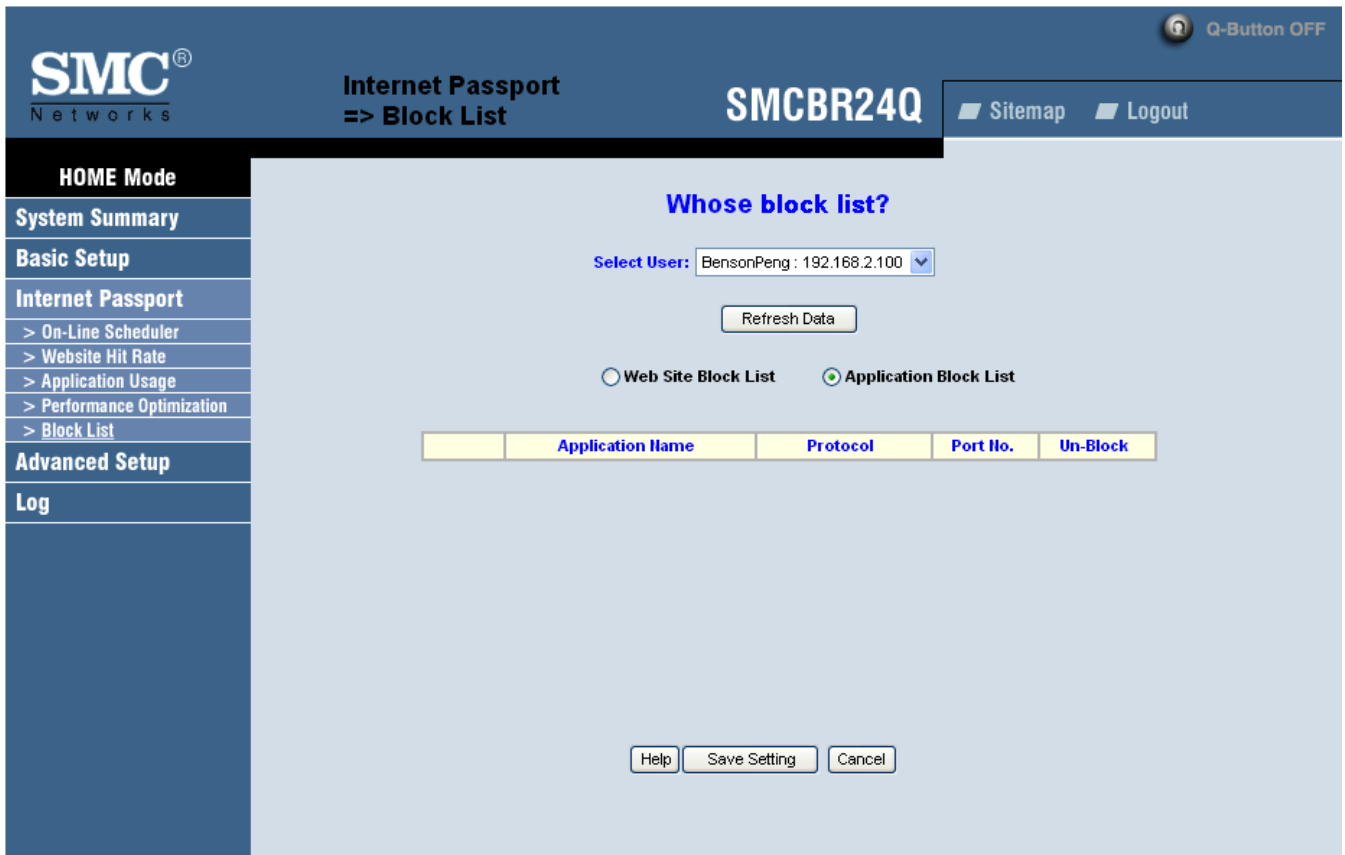 Q-Button OFF
SMC®
Networks
Internet Passport
=> Block List
SMCBR24Q
Sitemap
Logout
HOME Mode
System Summary
Basic Setup
Internet Passport
> On-Line Scheduler
> Website Hit Rate
> Application Usage
> Performance Optimization
> Block List
Advanced Setup
Log
Whose block list?
Select User: BensonPeng : 192.168.2.100
Refresh Data
Web Site Block List Application Block List
Application Name Protocol Port No. Un-Block
Help Save Setting Cancel